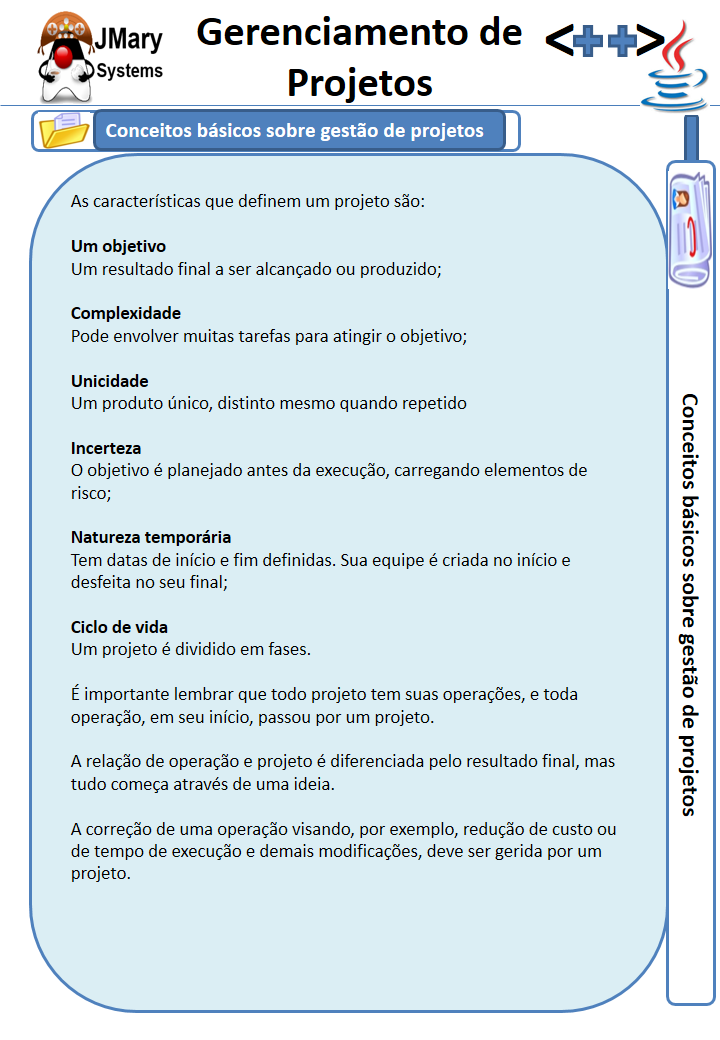 JMary
Systems
Gerenciamento de
Projetos
<++>
Conceitos básicos sobre gestão de projetos
As características que definem um projeto são:
Um objetivo
Um resultado final a ser alcançado ou produzido;
Complexidade
Pode envolver muitas tarefas para atingir o objetivo;
Unicidade
Um produto único, distinto mesmo quando repetido
Incerteza
O objetivo é planejado antes da execução, carregando elementos de
risco;
Natureza temporária
Tem datas de início e fim definidas. Sua equipe é criada no início e
desfeita no seu final;
Ciclo de vida
Um projeto é dividido em fases.
É importante lembrar que todo projeto tem suas operações, e toda
operação, em seu início, passou por um projeto.
A relação de operação e projeto é diferenciada pelo resultado final, mas
tudo começa através de uma ideia.
A correção de uma operação visando, por exemplo, redução de custo ou
de tempo de execução e demais modificações, deve ser gerida por um
projeto.
Conceitos básicos sobre gestão de projetos